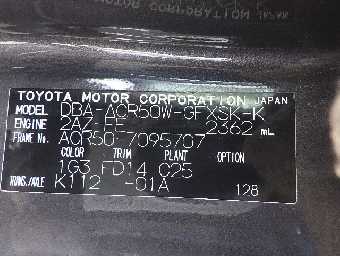 TOYOTA MOTOR CORPORATION JAPAN
MODEL DBA-ACR50W-GFXSK-K
ENGINE 2AZ-FE 2362 mL
FRAME No. ACR50-7095707
COLOR TRIM PLANT OPTION
1G3 FD14 C25
TRANS./AXLE K112 -01A
128